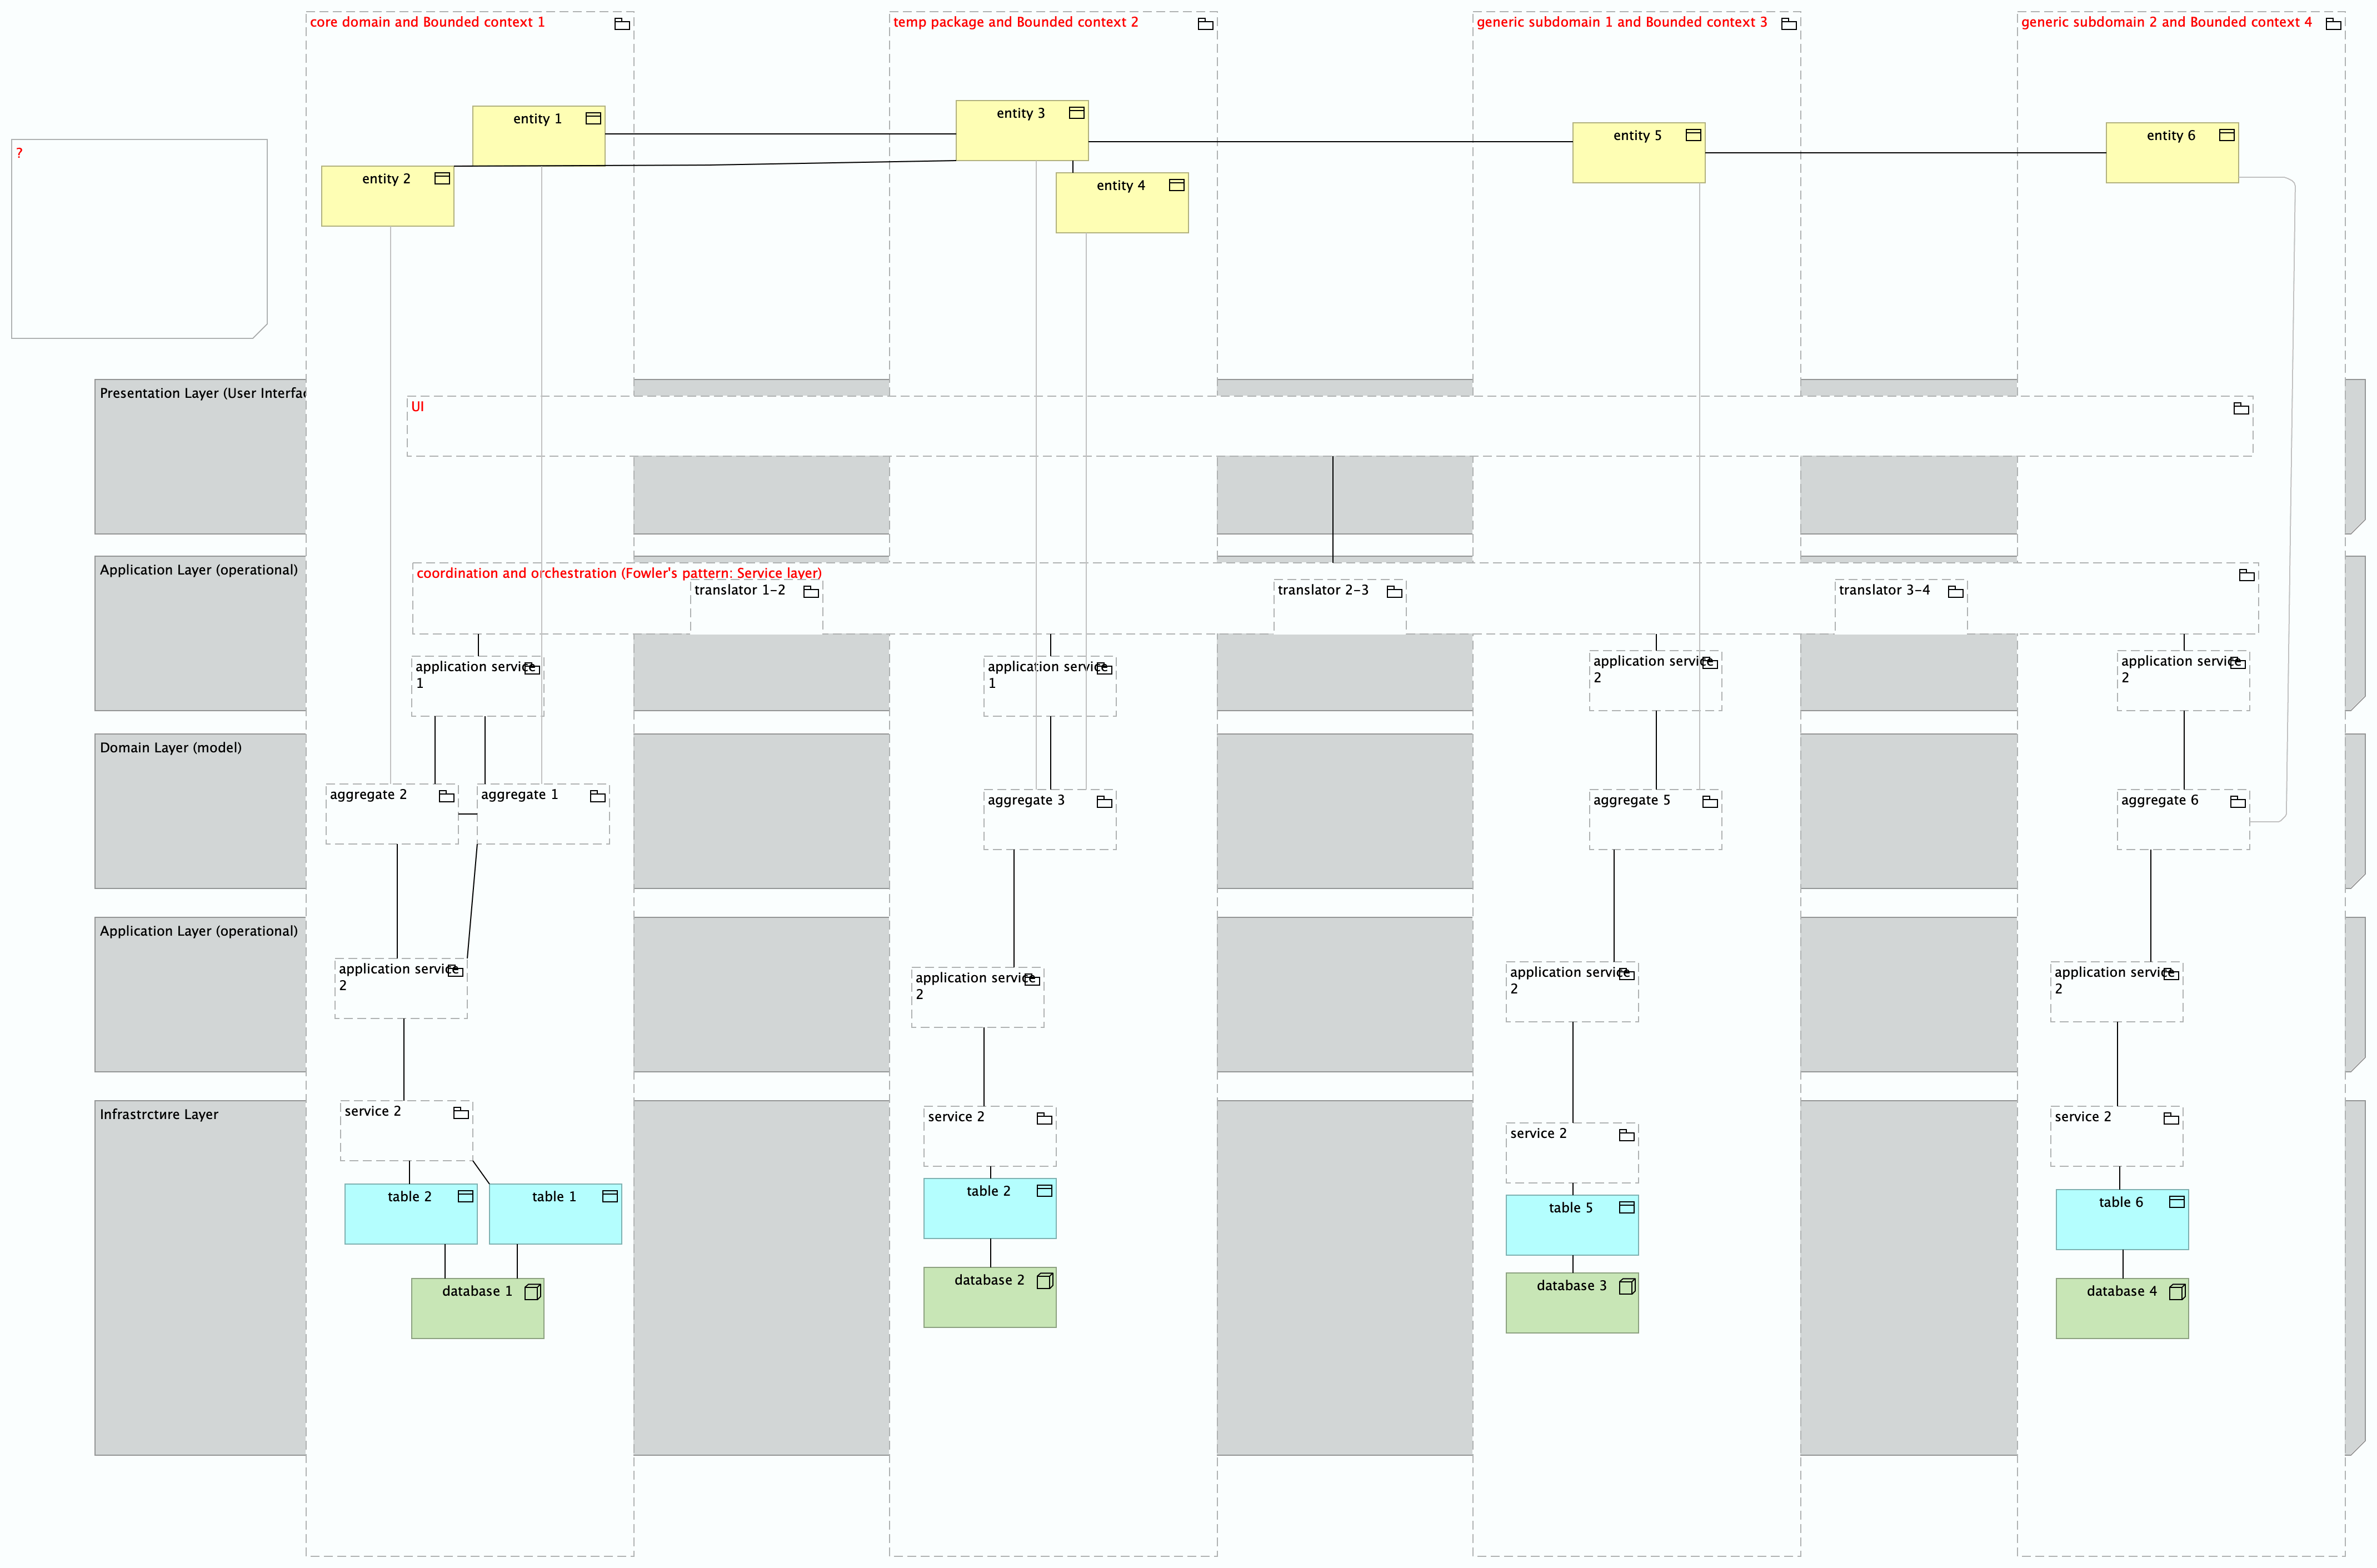 core domain and Bounded context 1
temp package and Bounded context 2
generic subdomain 1 and Bounded context 3
generic subdomain 2 and Bounded context 4
entity 1
entity 3
entity 5
entity 6
?
entity 2
entity 4
Presentation Layer (User Interfac
UI
Application Layer (operational)
coordination and orchestration (Fowler's pattern: Service layer)
translator 1-2
translator 2-3
translator 3-4
application service
1
application service
1
application service
2
application service
2
Domain Layer (model)
aggregate 2
aggregate 1
aggregate 3
aggregate 5
aggregate 6
Application Layer (operational)
application service
2
application service
2
application service
2
application service
2
Infrastrctиre Layer
service 2
service 2
service 2
service 2
table 2
table 1
table 2
table 5
table 6
database 1
database 2
database 3
database 4